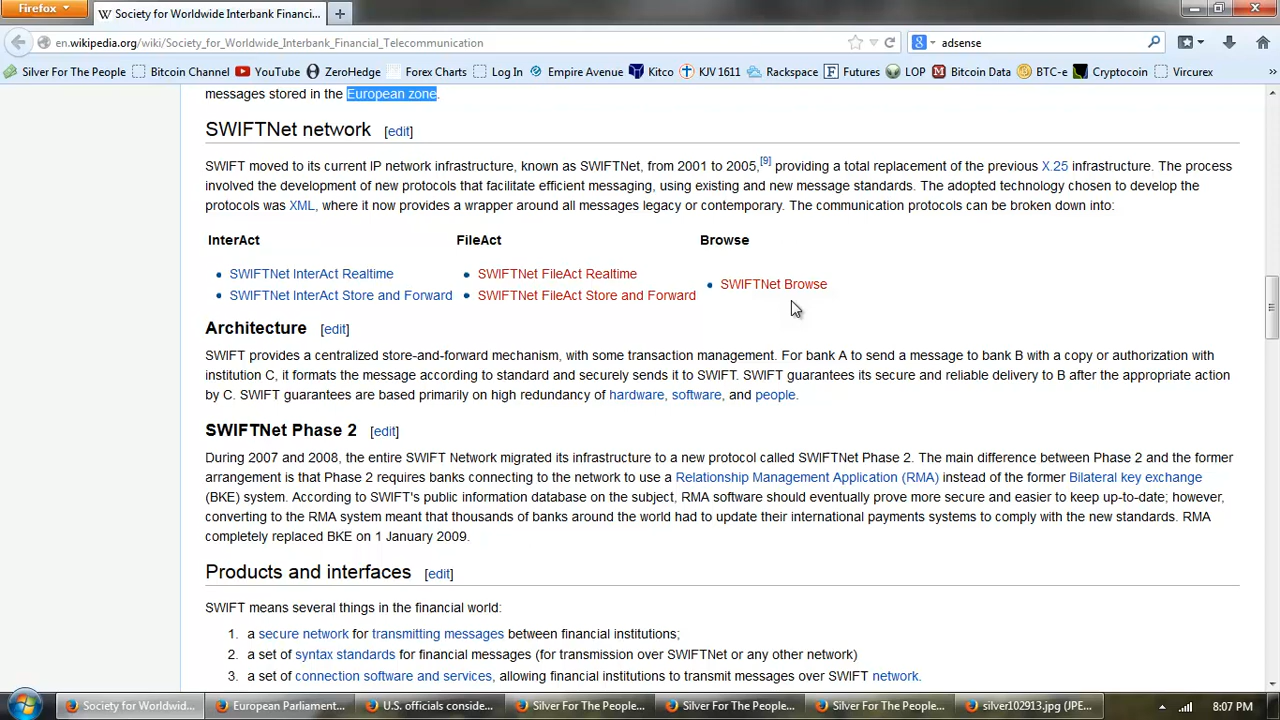 Firefox
Society for Worldwide Interbank Financi...
en.wikipedia.org/wiki/Society_for_Worldwide_Interbank_Financial_Telecommunication
adsense
Silver For The People Bitcoin Channel YouTube ZeroHedge Forex Charts Log In Empire Avenue Kitco KJV 1611 Rackspace Futures LOP Bitcoin Data BTC-e Cryptocoin Vircurex »
messages stored in the European zone.
SWIFTNet network [edit]
SWIFT moved to its current IP network infrastructure, known as SWIFTNet, from 2001 to 2005,[9] providing a total replacement of the previous X.25 infrastructure. The process
involved the development of new protocols that facilitate efficient messaging, using existing and new message standards. The adopted technology chosen to develop the
protocols was XML, where it now provides a wrapper around all messages legacy or contemporary. The communication protocols can be broken down into:
InterAct FileAct Browse
• SWIFTNet InterAct Realtime • SWIFTNet FileAct Realtime
• SWIFTNet Browse
• SWIFTNet InterAct Store and Forward • SWIFTNet FileAct Store and Forward
Architecture [edit]
SWIFT provides a centralized store-and-forward mechanism, with some transaction management. For bank A to send a message to bank B with a copy or authorization with
institution C, it formats the message according to standard and securely sends it to SWIFT. SWIFT guarantees its secure and reliable delivery to B after the appropriate action
by C. SWIFT guarantees are based primarily on high redundancy of hardware, software, and people.
SWIFTNet Phase 2 [edit]
During 2007 and 2008, the entire SWIFT Network migrated its infrastructure to a new protocol called SWIFTNet Phase 2. The main difference between Phase 2 and the former
arrangement is that Phase 2 requires banks connecting to the network to use a Relationship Management Application (RMA) instead of the former Bilateral key exchange
(BKE) system. According to SWIFT's public information database on the subject, RMA software should eventually prove more secure and easier to keep up-to-date; however,
converting to the RMA system meant that thousands of banks around the world had to update their international payments systems to comply with the new standards. RMA
completely replaced BKE on 1 January 2009.
Products and interfaces [edit]
SWIFT means several things in the financial world:
1. a secure network for transmitting messages between financial institutions;
2. a set of syntax standards for financial messages (for transmission over SWIFTNet or any other network)
3. a set of connection software and services, allowing financial institutions to transmit messages over SWIFT network.
Society for Worldwid... European Parliament... U.S. officials conside... Silver For The People... Silver For The People... Silver For The People... silver102913.jpg (JPE... 8:07 PM